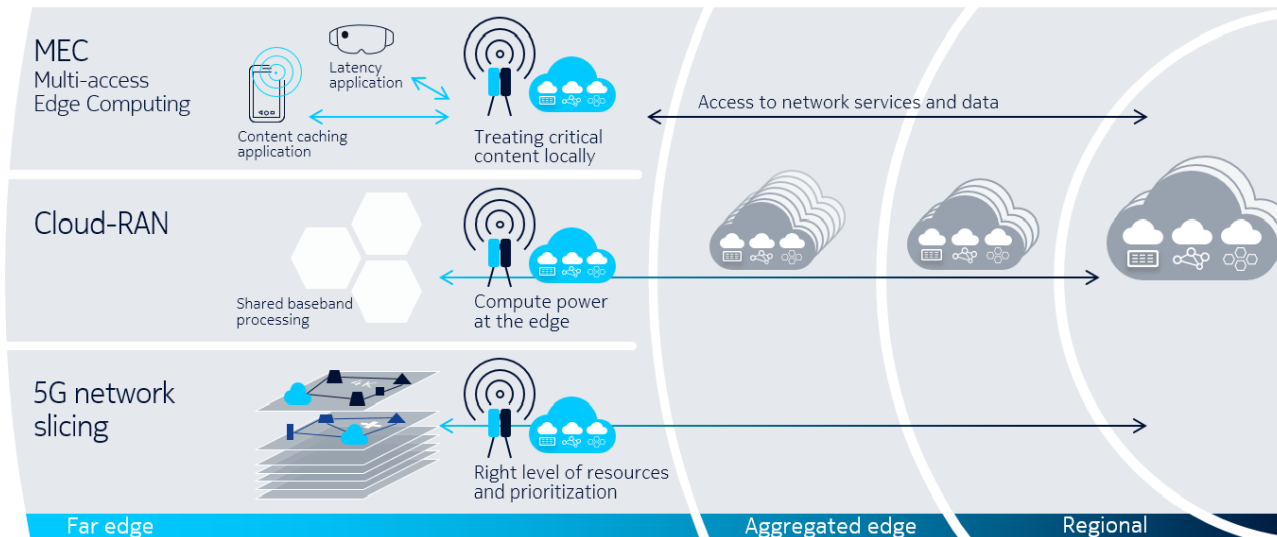 MEC
Multi-access
Edge Computing
Latency
application
Content caching
application
Treating critical
content locally
Access to network services and data
Cloud-RAN
Shared baseband
processing
Compute power
at the edge
5G network
slicing
4K
Right level of resources
and prioritization
Far edge
Aggregated edge
Regional